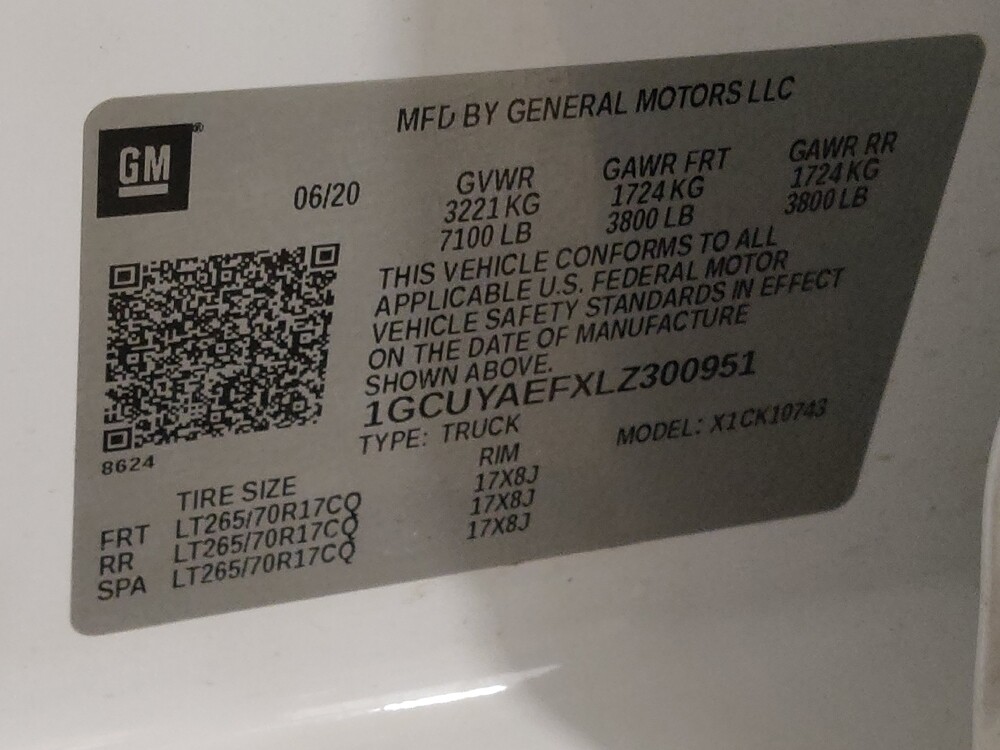 GM®
MFD BY GENERAL MOTORS LLC
06/20
GVWR GAWR FRT GAWR RR
3221 KG 1724 KG 1724 KG
7100 LB 3800 LB 3800 LB
THIS VEHICLE CONFORMS TO ALL
APPLICABLE U.S. FEDERAL MOTOR
VEHICLE SAFETY STANDARDS IN EFFECT
ON THE DATE OF MANUFACTURE
SHOWN ABOVE.
1GCUYAEFXLZ300951
TYPE: TRUCK MODEL: X1CK10743
8624
TIRE SIZE RIM
FRT LT265/70R17CQ 17X8J
RR LT265/70R17CQ 17X8J
SPA LT265/70R17CQ 17X8J